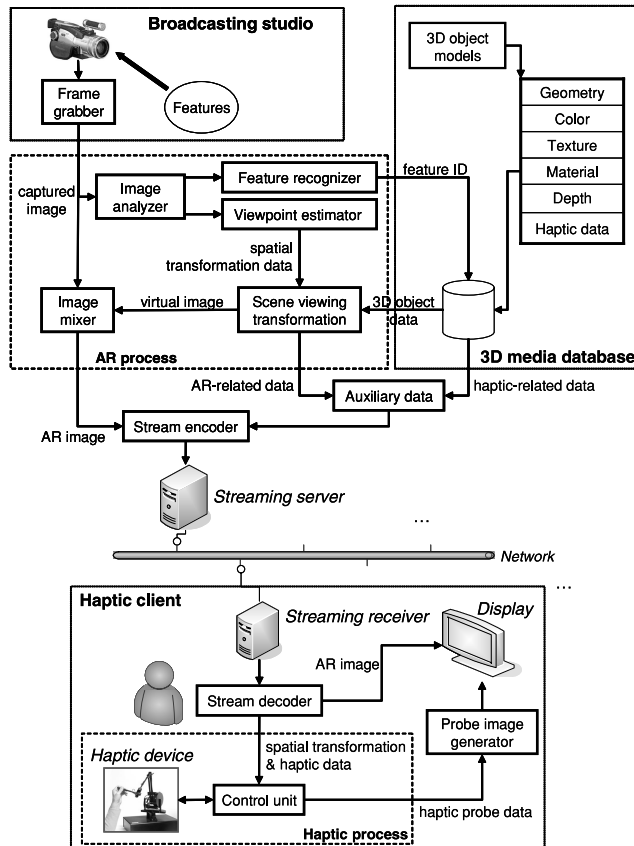 Broadcasting studio
Frame
grabber
Features
3D object
models
Geometry
Color
Texture
Material
Depth
Haptic data
captured
image
Image
analyzer
Feature recognizer
Viewpoint estimator
feature ID
spatial
transformation data
Image
mixer
virtual image
Scene viewing
transformation
3D object
data
AR process
3D media database
AR-related data
haptic-related data
Auxiliary data
AR image
Stream encoder
Streaming server
...
Network
...
Haptic client
Streaming receiver
Display
AR image
Stream decoder
Probe image
generator
spatial transformation
& haptic data
Haptic device
Control unit
haptic probe data
Haptic process